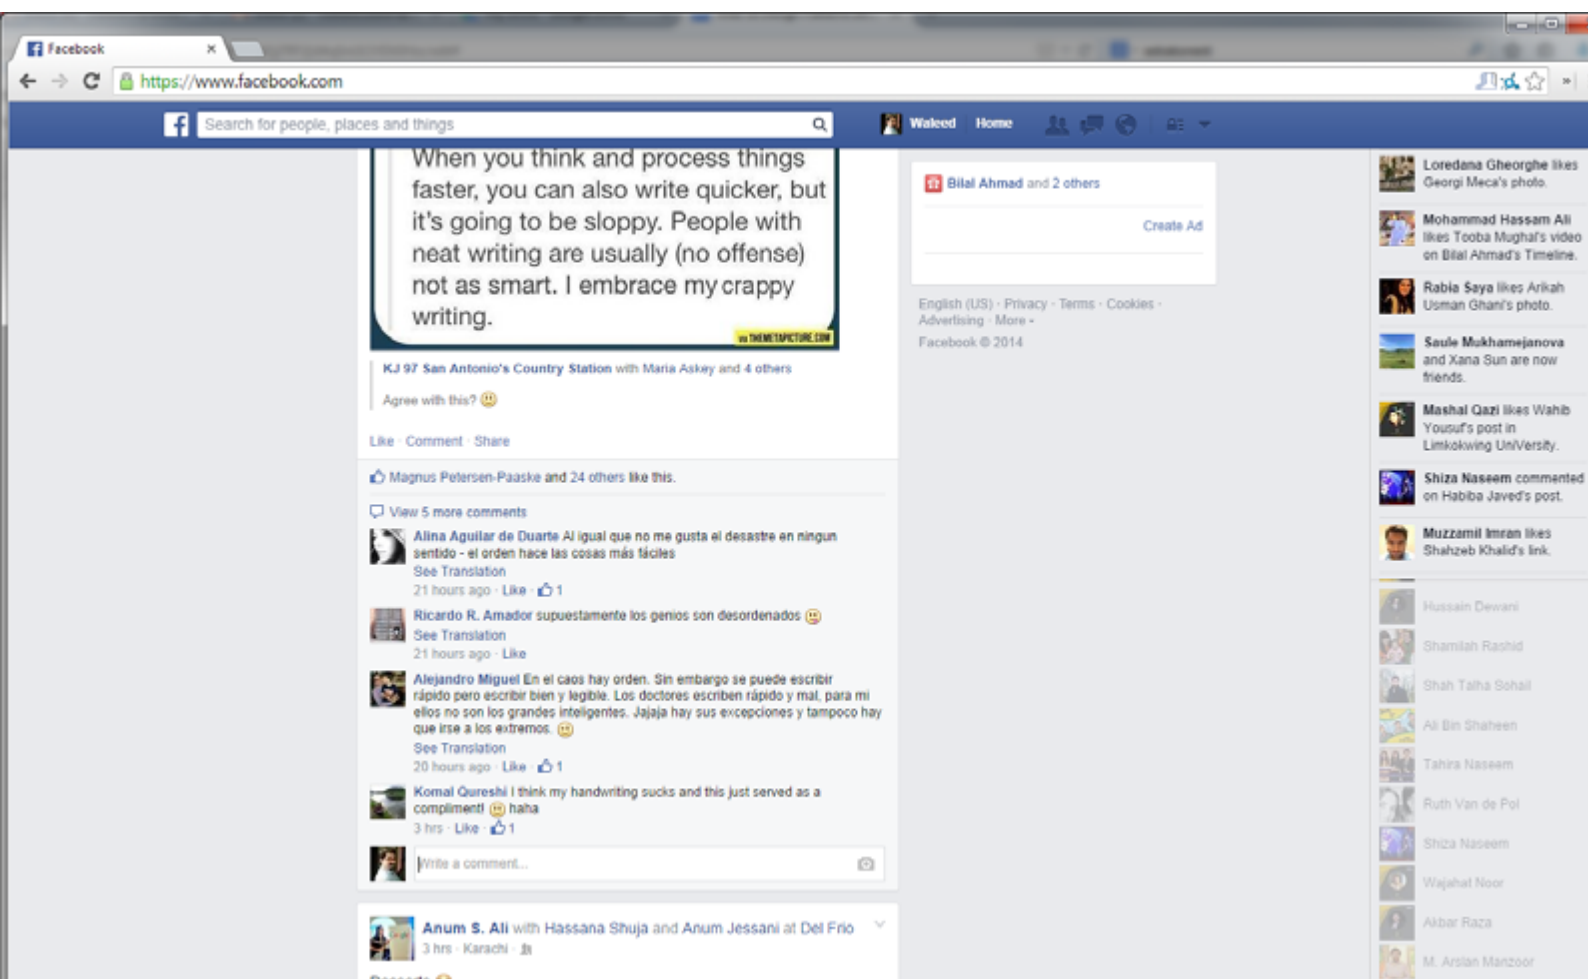 Facebook
https://www.facebook.com
Search for people, places and things
Waleed Home
When you think and process things
faster, you can also write quicker, but
it's going to be sloppy. People with
neat writing are usually (no offense)
not as smart. I embrace my crappy
writing.
via THEMETAPICTURE.COM
KJ 97 San Antonio's Country Station with Maria Askey and 4 others
Agree with this?
Like · Comment · Share
Magnus Petersen-Paaske and 24 others like this.
View 5 more comments
Alina Aguilar de Duarte Al igual que no me gusta el desastre en ningun
sentido - el orden hace las cosas más fáciles
See Translation
21 hours ago · Like · 1
Ricardo R. Amador supuestamente los genios son desordenados
See Translation
21 hours ago · Like
Alejandro Miguel En el caos hay orden. Sin embargo se puede escribir
rápido pero escribir bien y legible. Los doctores escriben rápido y mal, para mi
ellos no son los grandes inteligentes. Jajaja hay sus excepciones y tampoco hay
que irse a los extremos.
See Translation
20 hours ago · Like · 1
Komal Qureshi I think my handwriting sucks and this just served as a
compliment! haha
3 hrs · Like · 1
Write a comment...
Anum S. Ali with Hassana Shuja and Anum Jessani at Del Frio
3 hrs · Karachi ·
Bilal Ahmad and 2 others
Create Ad
English (US) · Privacy · Terms · Cookies ·
Advertising · More
Facebook © 2014
Loredana Gheorghe likes
Georgi Meca's photo.
Mohammad Hassam Ali
likes Tooba Mughal's video
on Bilal Ahmad's Timeline.
Rabia Saya likes Arikah
Usman Ghani's photo.
Saule Mukhamejanova
and Xana Sun are now
friends.
Mashal Qazi likes Wahib
Yousuf's post in
Limkokwing UniVersity.
Shiza Naseem commented
on Habiba Javed's post.
Muzzamil Imran likes
Shahzeb Khalid's link.
Hussain Dewani
Shamilah Rashid
Shah Talha Sohail
Ali Bin Shaheen
Tahira Naseem
Ruth Van de Pol
Shiza Naseem
Wajahat Noor
Akbar Raza
M. Arslan Manzoor